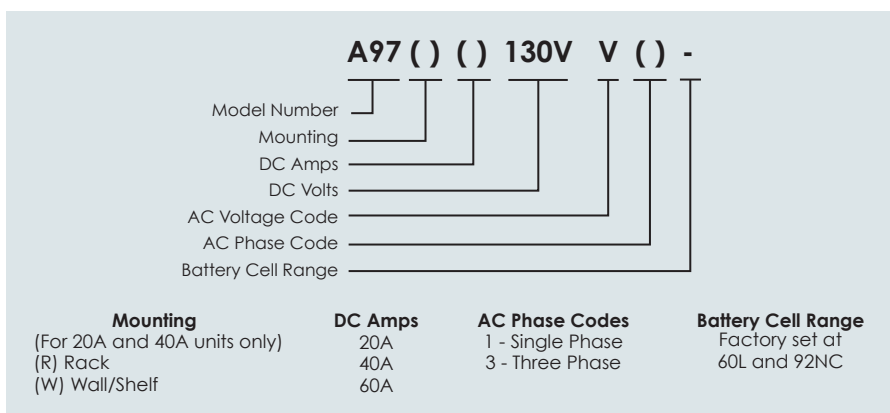 A97 ( ) ( ) 130V V ( ) -
Model Number
Mounting
DC Amps
DC Volts
AC Voltage Code
AC Phase Code
Battery Cell Range
Mounting
(For 20A and 40A units only)
(R) Rack
(W) Wall/Shelf
DC Amps
20A
40A
60A
AC Phase Codes
1 - Single Phase
3 - Three Phase
Battery Cell Range
Factory set at
60L and 92NC